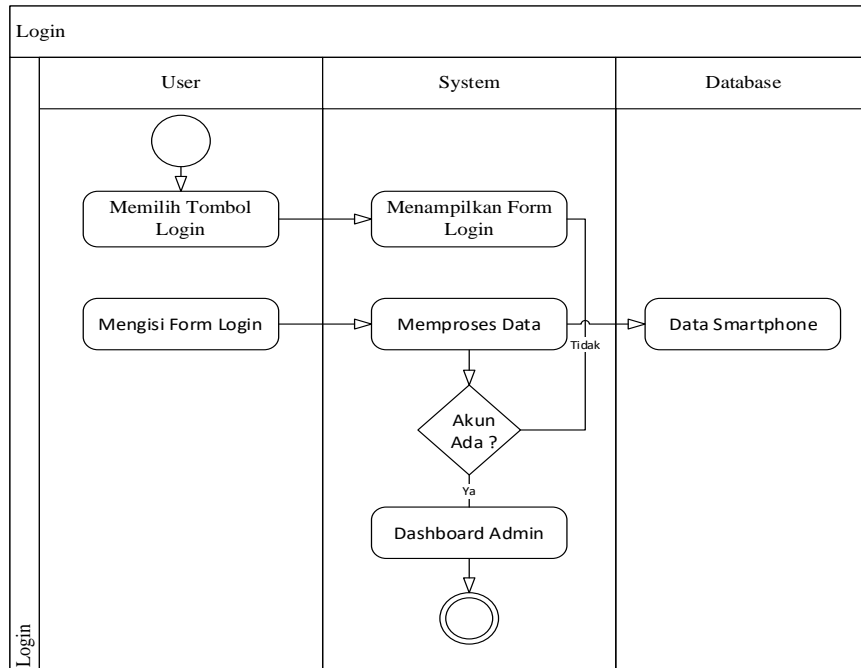 Login
User
System
Database
Memilih Tombol
Login
Menampilkan Form
Login
Mengisi Form Login
Memproses Data
Data Smartphone
Tidak
Akun
Ada ?
Ya
Dashboard Admin
Login